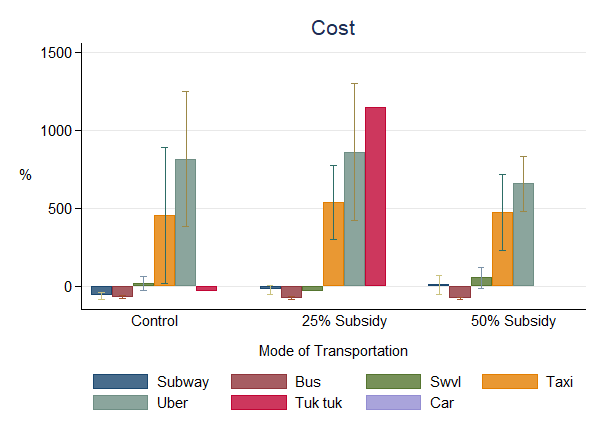 Cost
1500
1000
%
500
0
Control 25% Subsidy 50% Subsidy
Mode of Transportation
Subway Bus Swvl Taxi
Uber Tuk tuk Car